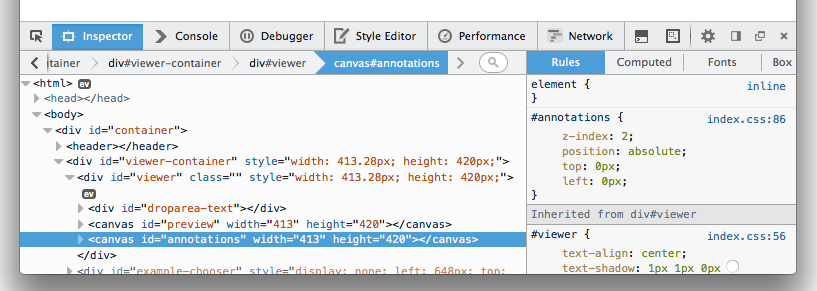 Inspector Console Debugger Style Editor Performance Network
tainer div#viewer-container div#viewer canvas#annotations
Rules Computed Fonts Box
<html> ev
<head></head>
<body>
<div id="container">
<header></header>
<div id="viewer-container" style="width: 413.28px; height: 420px;">
<div id="viewer" class="" style="width: 413.28px; height: 420px;">
ev
<div id="droparea-text"></div>
<canvas id="preview" width="413" height="420"></canvas>
<canvas id="annotations" width="413" height="420"></canvas>
</div>
<div id="example-chooser" style="display: none; left: 648px; top:
element { inline
}
#annotations { index.css:86
z-index: 2;
position: absolute;
top: 0px;
left: 0px;
}
Inherited from div#viewer
#viewer { index.css:56
text-align: center;
text-shadow: 1px 1px 0px